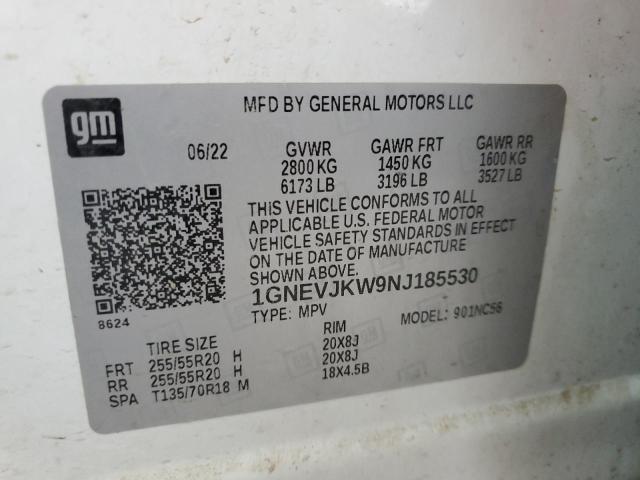 gm
MFD BY GENERAL MOTORS LLC
06/22 GVWR GAWR FRT GAWR RR
2800 KG 1450 KG 1600 KG
6173 LB 3196 LB 3527 LB
THIS VEHICLE CONFORMS TO ALL
APPLICABLE U.S. FEDERAL MOTOR
VEHICLE SAFETY STANDARDS IN EFFECT
ON THE DATE OF MANUFACTURE
1GNEVJKW9NJ185530
8624 TYPE: MPV MODEL: 901NC56
TIRE SIZE RIM
FRT 255/55R20 H 20X8J
RR 255/55R20 H 20X8J
SPA T135/70R18 M 18X4.5B